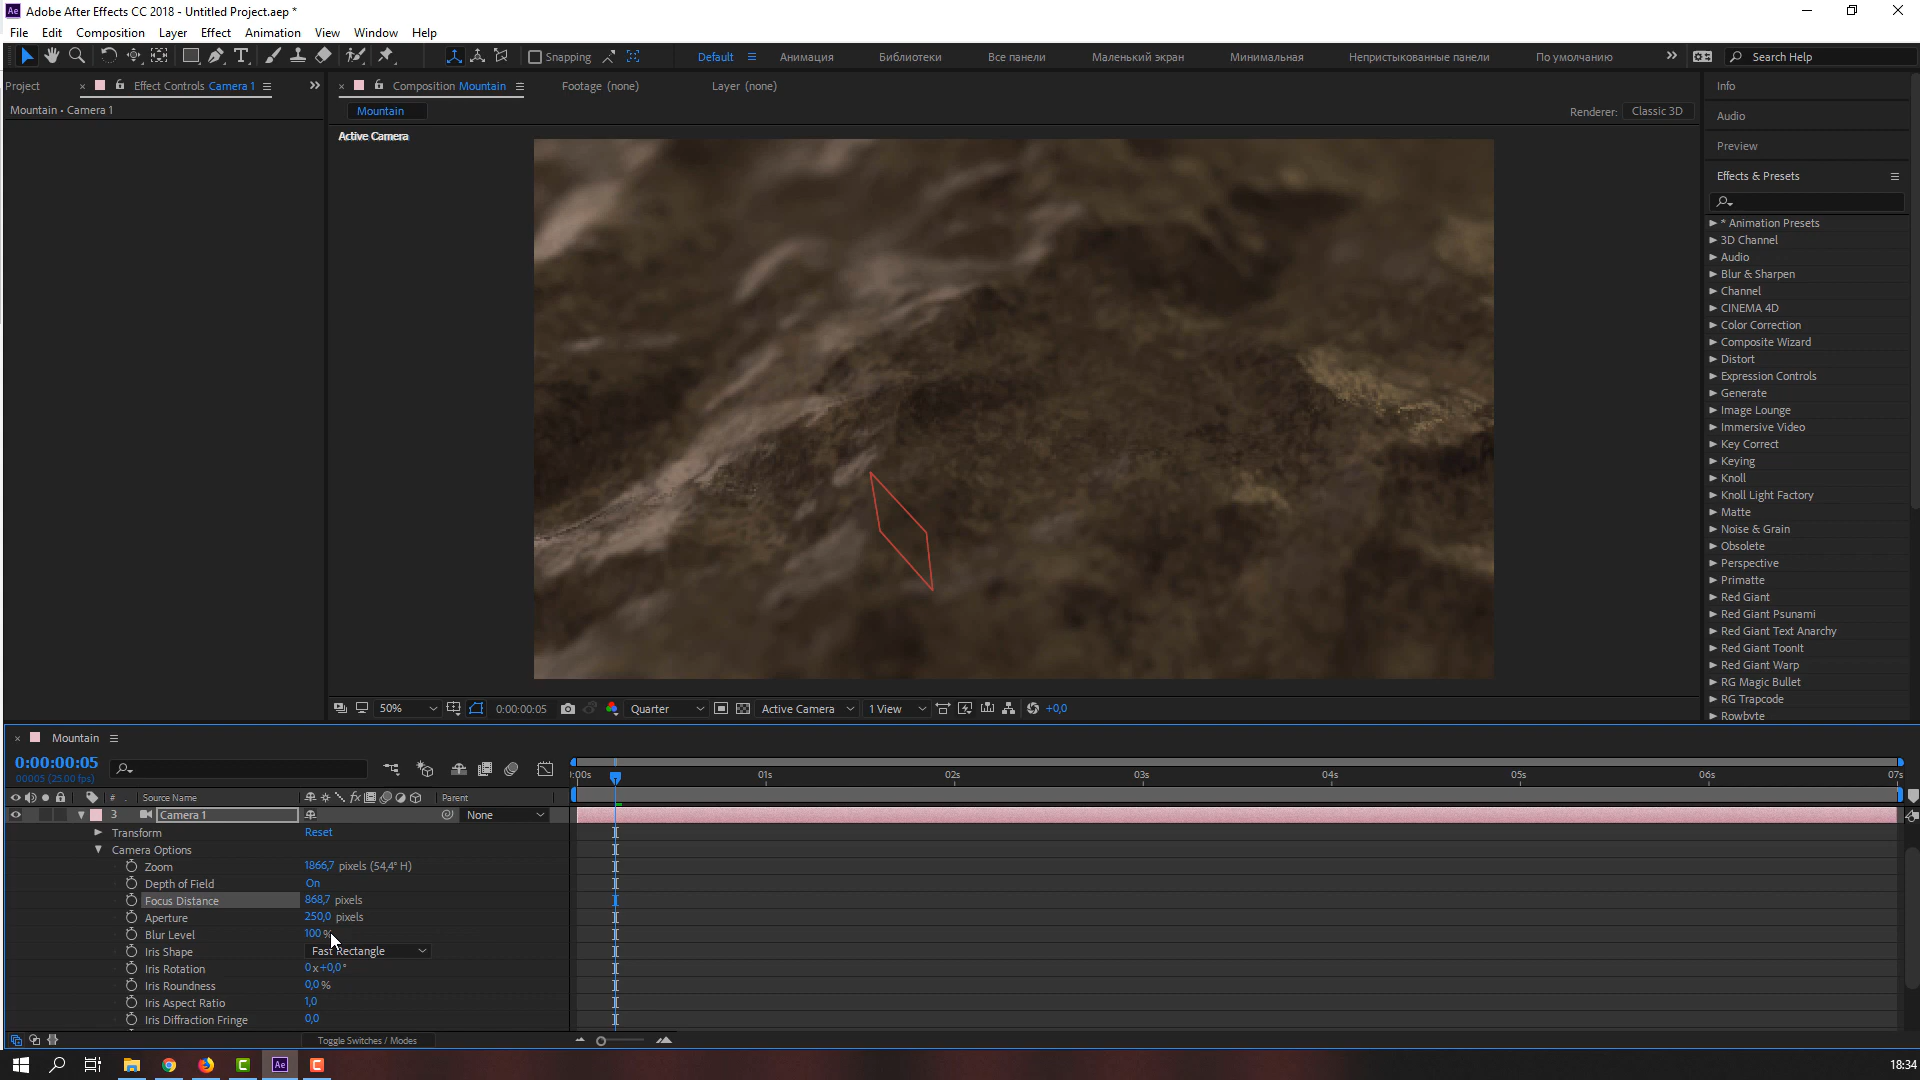 Adobe After Effects CC 2018 - Untitled Project.aep *
File Edit Composition Layer Effect Animation View Window Help
Snapping Default Анимация Библиотеки Все панели Маленький экран Минимальная Непристыкованные панели По умолчанию Search Help
Project Effect Controls Camera 1 Composition Mountain Footage (none) Layer (none) Info
Mountain • Camera 1
Mountain
Renderer: Classic 3D
Active Camera
Audio
Preview
Effects & Presets
* Animation Presets
3D Channel
Audio
Blur & Sharpen
Channel
CINEMA 4D
Color Correction
Composite Wizard
Distort
Expression Controls
Generate
Image Lounge
Immersive Video
Key Correct
Keying
Knoll
Knoll Light Factory
Matte
Noise & Grain
Obsolete
Perspective
Primatte
Red Giant
Red Giant Psunami
Red Giant Text Anarchy
Red Giant ToonIt
Red Giant Warp
RG Magic Bullet
RG Trapcode
Rowbyte
50% 0:00:00:05 Quarter Active Camera 1 View +0,0
Mountain
0:00:00:05
00005 (25.00 fps)
:00s 01s 02s 03s 04s 05s 06s 07s
# Source Name fx Parent
3 Camera 1 None
Transform Reset
Camera Options
Zoom 1866,7 pixels (54,4° H)
Depth of Field On
Focus Distance 868,7 pixels
Aperture 250,0 pixels
Blur Level 100 %
Iris Shape Fast Rectangle
Iris Rotation 0x+0,0°
Iris Roundness 0,0 %
Iris Aspect Ratio 1,0
Iris Diffraction Fringe 0,0
Toggle Switches / Modes
Ae
18:34